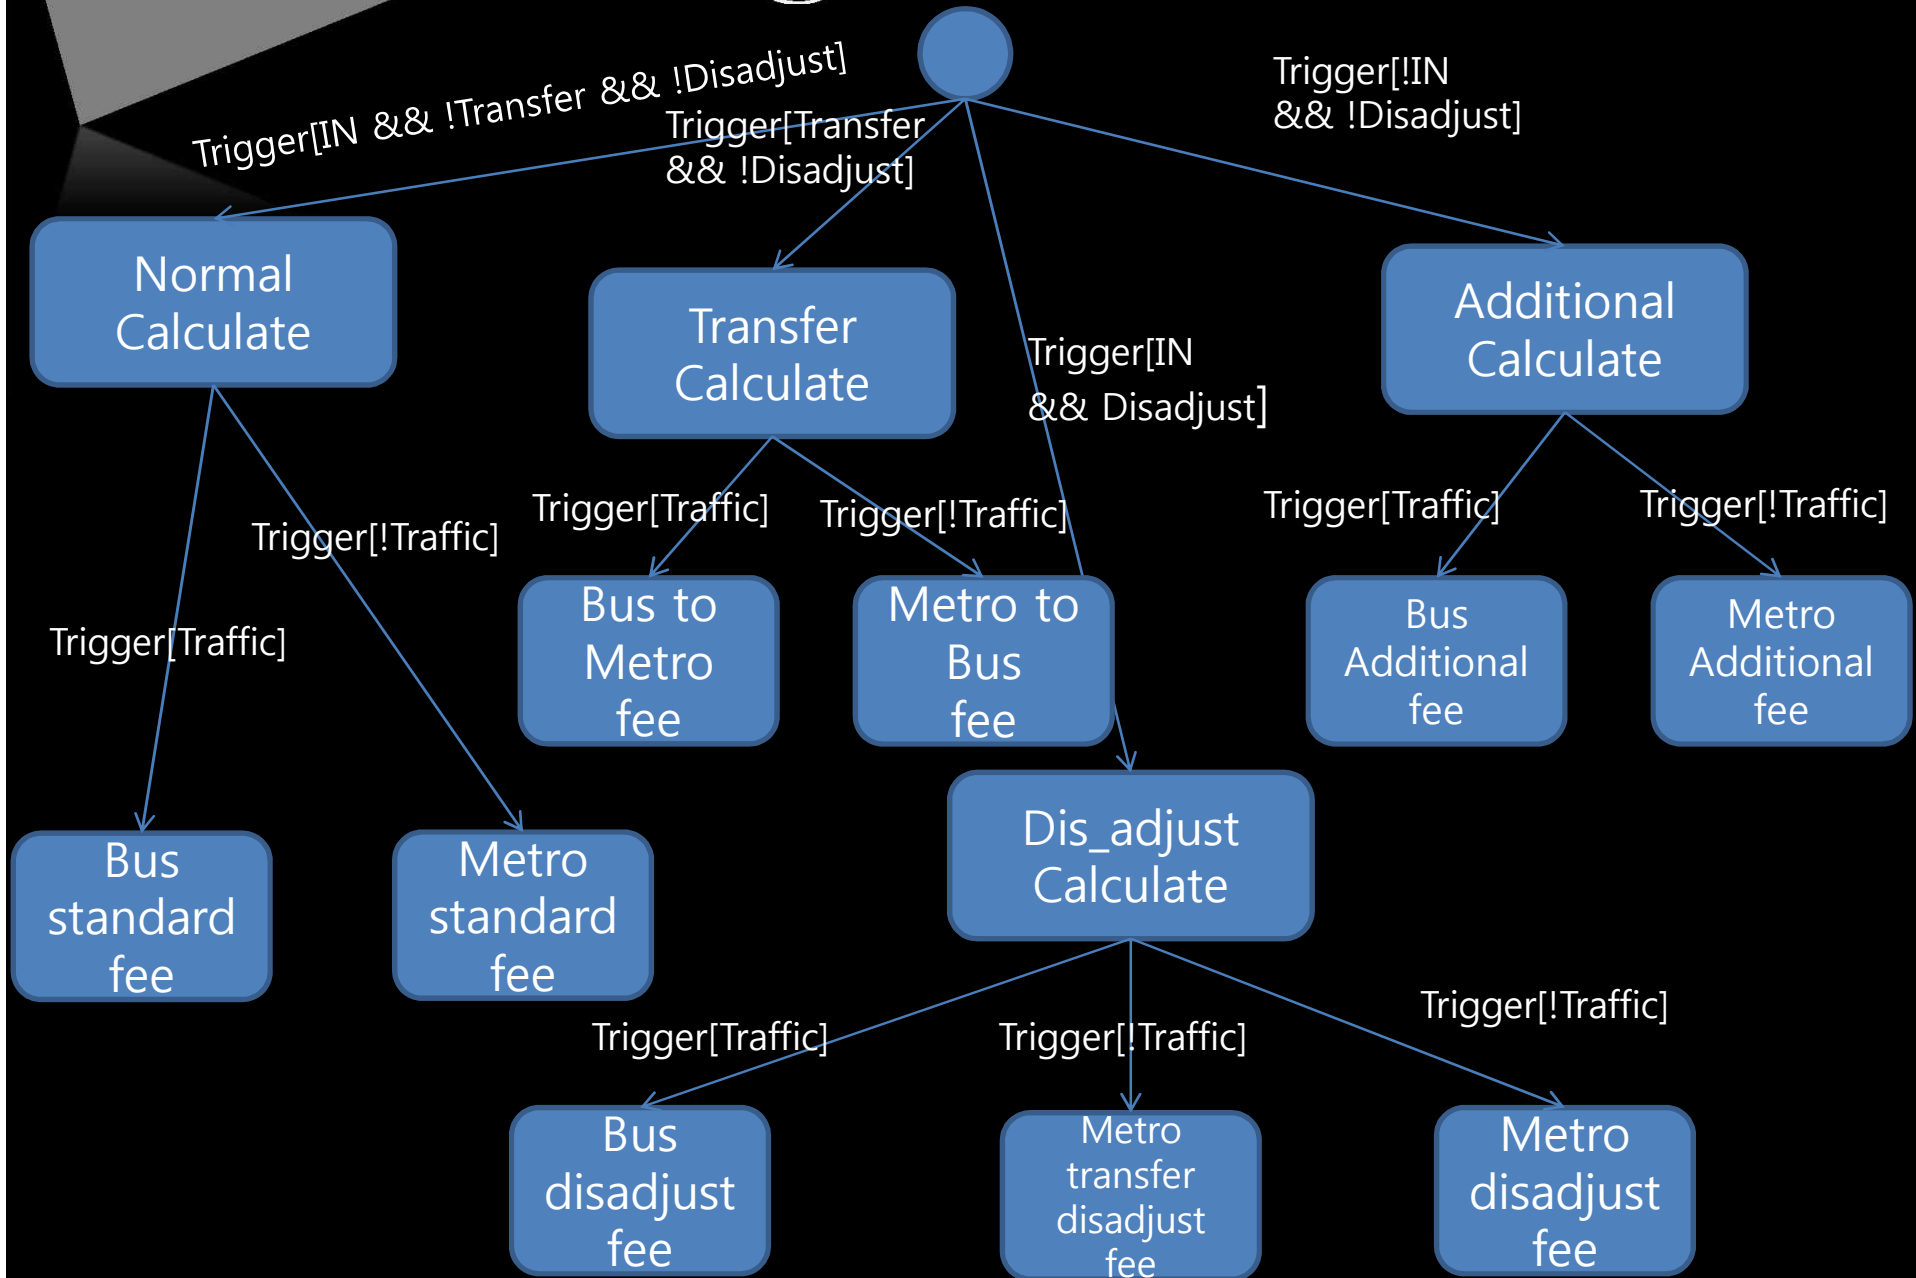 Trigger[IN && !Transfer && !Disadjust]
Trigger[Transfer
&& !Disadjust]
Trigger[!IN
&& !Disadjust]
Normal
Calculate
Transfer
Calculate
Trigger[IN
&& Disadjust]
Additional
Calculate
Trigger[Traffic]
Trigger[!Traffic]
Trigger[Traffic]
Trigger[!Traffic]
Trigger[Traffic]
Trigger[!Traffic]
Bus to
Metro
fee
Metro to
Bus
fee
Bus
Additional
fee
Metro
Additional
fee
Bus
standard
fee
Metro
standard
fee
Dis_adjust
Calculate
Trigger[Traffic]
Trigger[!Traffic]
Trigger[!Traffic]
Bus
disadjust
fee
Metro
transfer
disadjust
fee
Metro
disadjust
fee